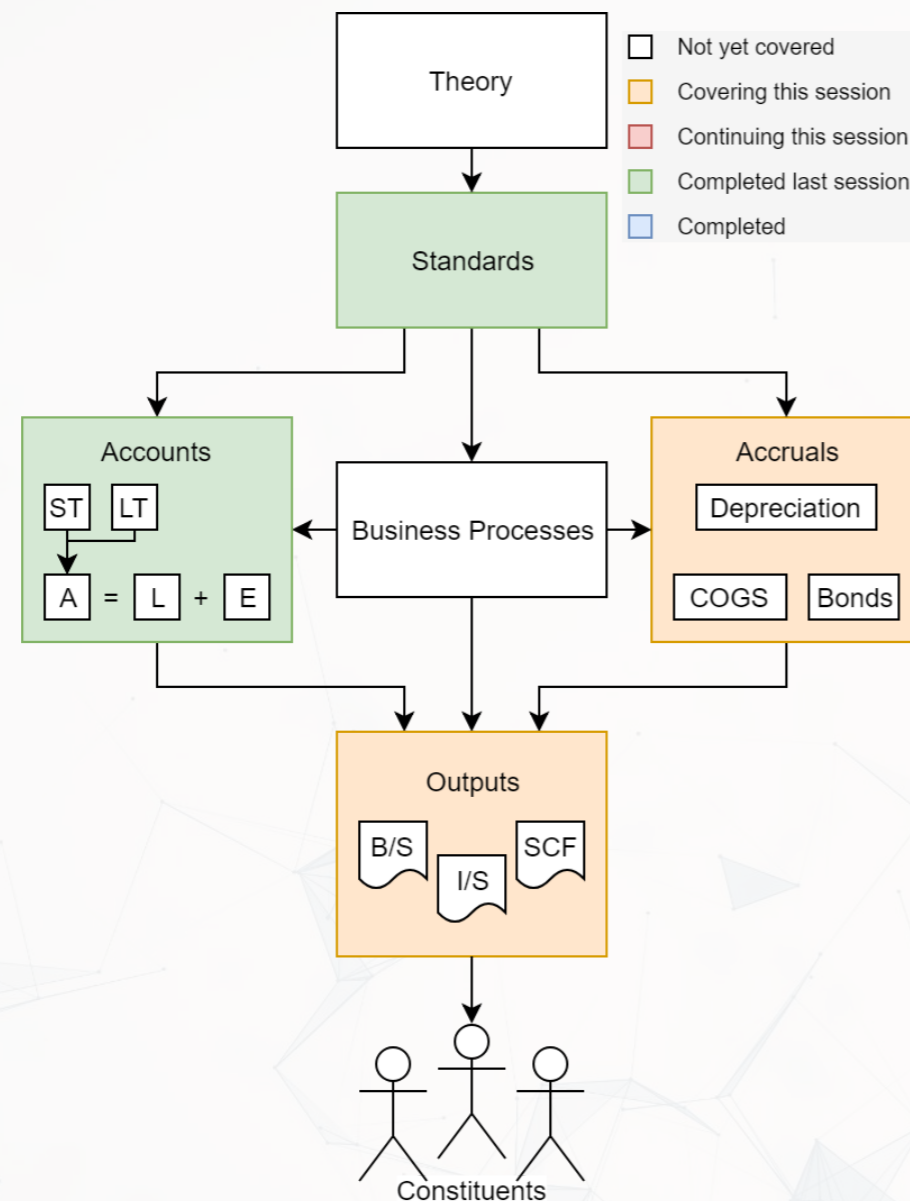 Theory
Not yet covered
Covering this session
Continuing this session
Completed last session
Completed
Standards
Accounts
ST LT
A = L + E
Business Processes
Accruals
Depreciation
COGS Bonds
Outputs
B/S
I/S
SCF
Constituents